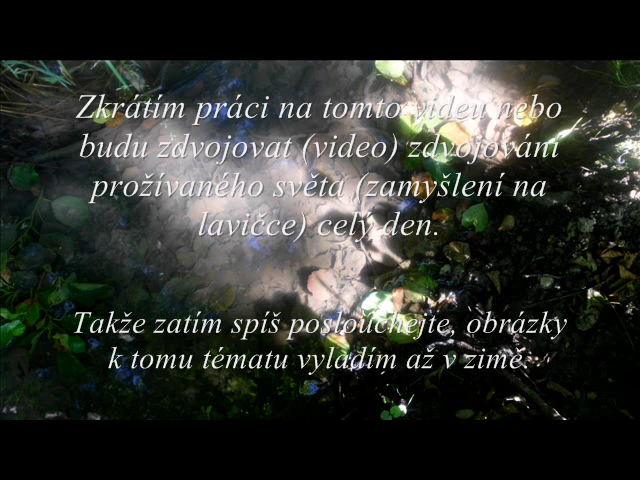 Zkrátím práci na tomto videu nebo
budu zdvojovat (video) zdvojování
prožívaného světa (zamyšlení na
lavičce) celý den.
Takže zatím spíš poslouchejte, obrázky
k tomu tématu vyladím až v zimě.